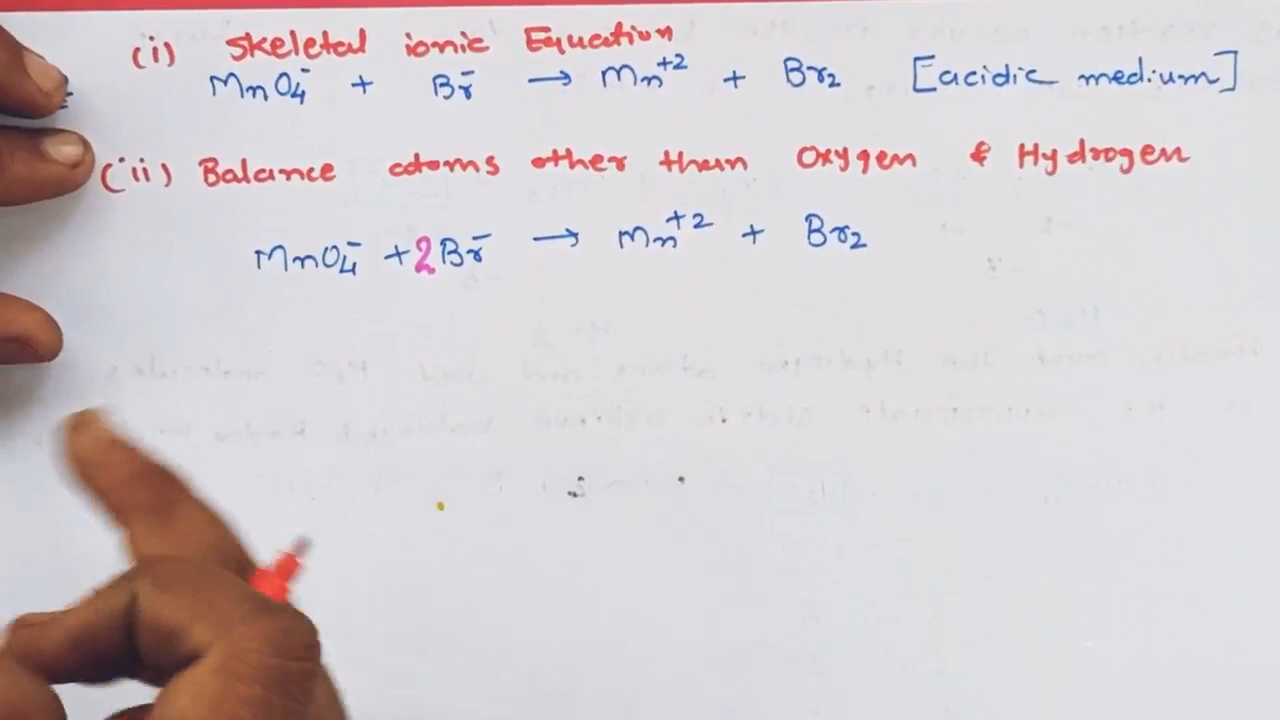 (i) Skeletal ionic Equation
MnO₄⁻ + Br⁻ → Mn⁺² + Br₂ [acidic medium]
(ii) Balance atoms other than Oxygen & Hydrogen
MnO₄⁻ + 2Br⁻ → Mn⁺² + Br₂